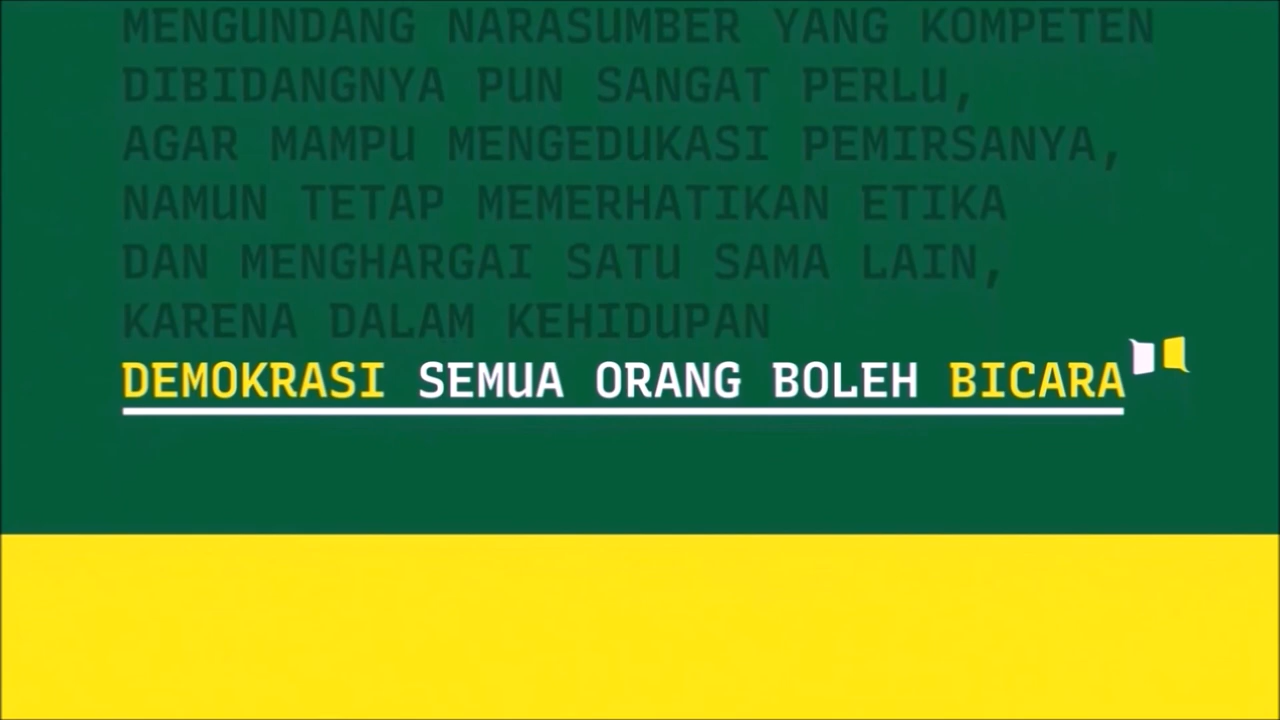 MENGUNDANG NARASUMBER YANG KOMPETEN
DIBIDANGNYA PUN SANGAT PERLU,
AGAR MAMPU MENGEDUKASI PEMIRSANYA,
NAMUN TETAP MEMERHATIKAN ETIKA
DAN MENGHARGAI SATU SAMA LAIN,
KARENA DALAM KEHIDUPAN
DEMOKRASI SEMUA ORANG BOLEH BICARA"